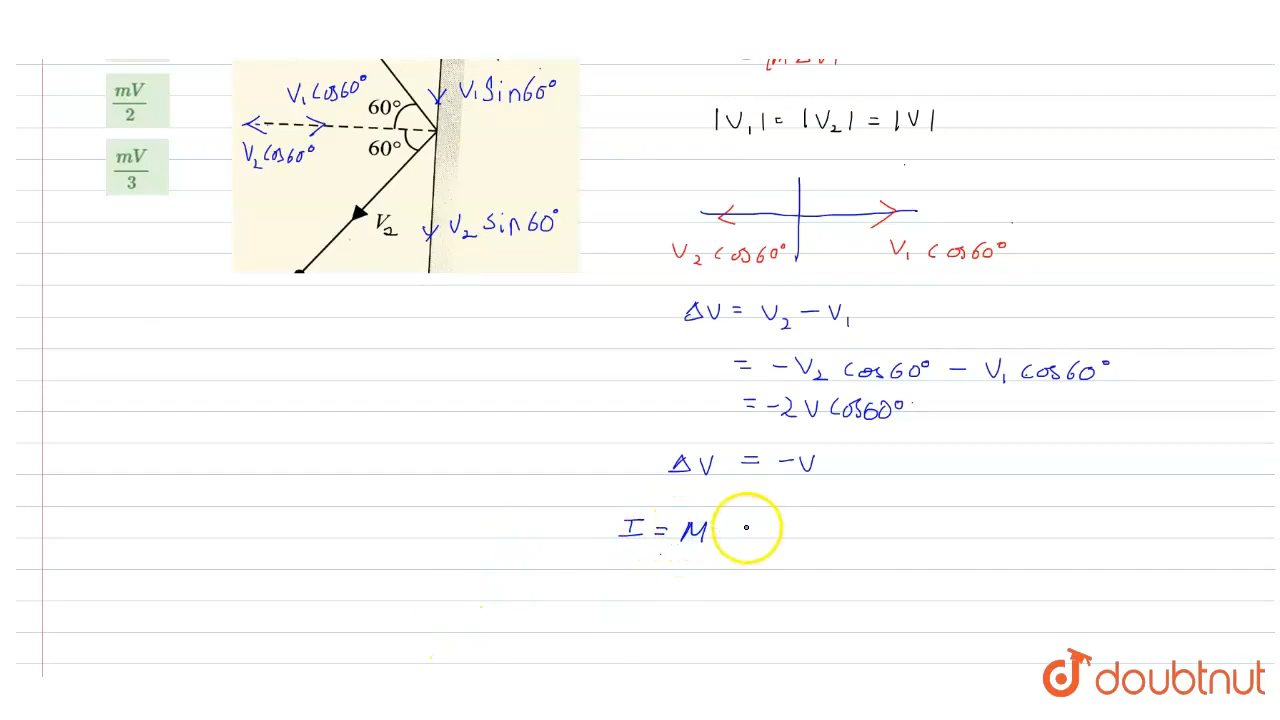 mV
2
mV
3
V₁ Cos60°
60°
V₁ Sin60°
V₂ Cos60°
60°
V₂
V₂ Sin60°
|V₁| = |V₂| = |V|
V₂ Cos60°
V₁ Cos60°
ΔV = V₂ − V₁
= −V₂ Cos60° − V₁ Cos60°
= −2V Cos60°
ΔV = −V
I = M
doubtnut